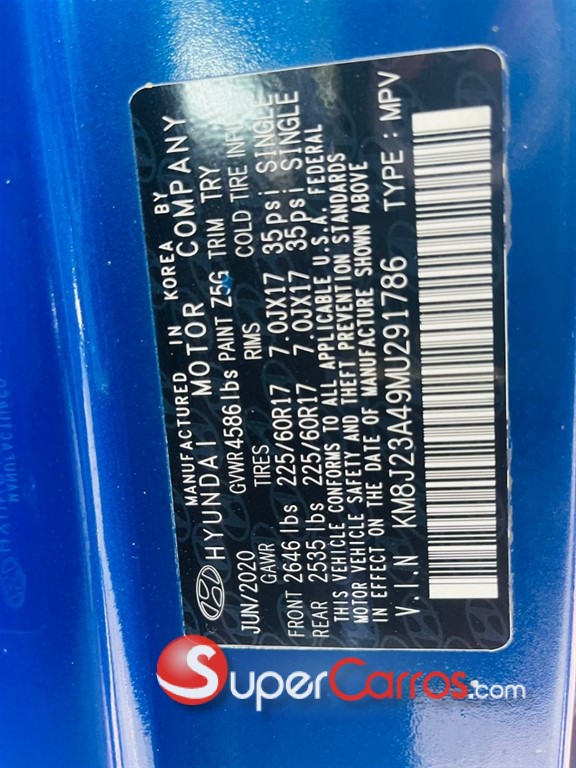 MANUFACTURED IN KOREA BY
HYUNDAI MOTOR COMPANY
JUN/2020 GVWR 4586 lbs PAINT Z5G TRIM TRY
GAWR TIRES RIMS COLD TIRE INFL
FRONT 2646 lbs 225/60R17 7.0JX17 35psi SINGLE
REAR 2535 lbs 225/60R17 7.0JX17 35psi SINGLE
THIS VEHICLE CONFORMS TO ALL APPLICABLE U.S.A. FEDERAL
MOTOR VEHICLE SAFETY AND THEFT PREVENTION STANDARDS
IN EFFECT ON THE DATE OF MANUFACTURE SHOWN ABOVE
V.I.N KM8J23A49MU291786 TYPE : MPV
SuperCarros.com